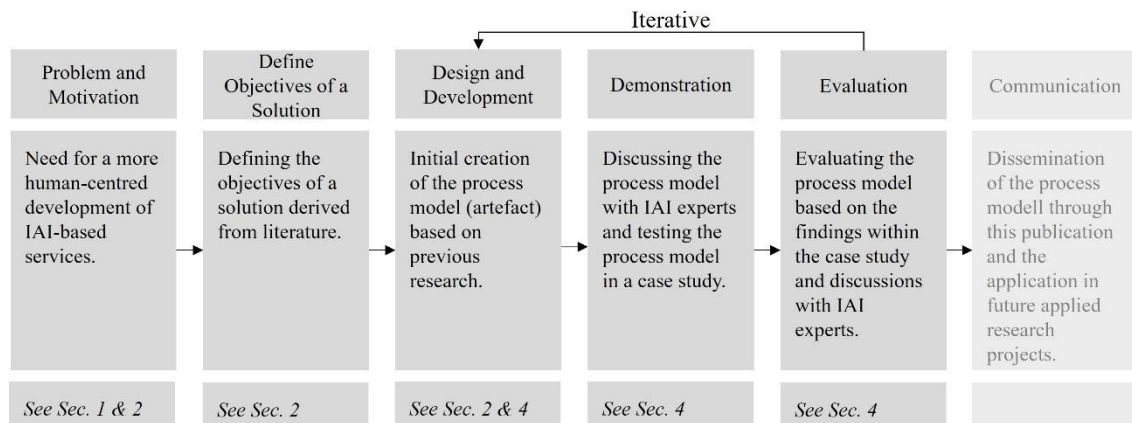 Iterative
Problem and
Motivation
Define
Objectives of a
Solution
Design and
Development
Demonstration
Evaluation
Communication
Need for a more
human-centred
development of
IAI-based
services.
Defining the
objectives of a
solution derived
from literature.
Initial creation
of the process
model (artefact)
based on
previous
research.
Discussing the
process model
with IAI experts
and testing the
process model
in a case study.
Evaluating the
process model
based on the
findings within
the case study
and discussions
with IAI
experts.
Dissemination
of the process
modell through
this publication
and the
application in
future applied
research
projects.
See Sec. 1 & 2
See Sec. 2
See Sec. 2 & 4
See Sec. 4
See Sec. 4